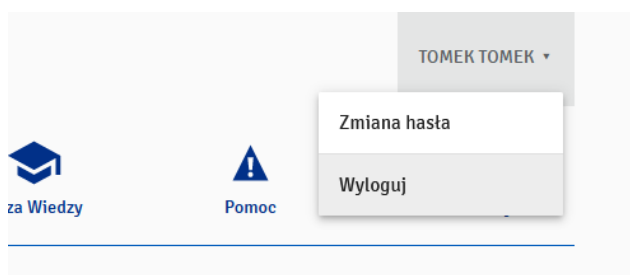 TOMEK TOMEK
Zmiana hasła
Wyloguj
za Wiedzy
Pomoc